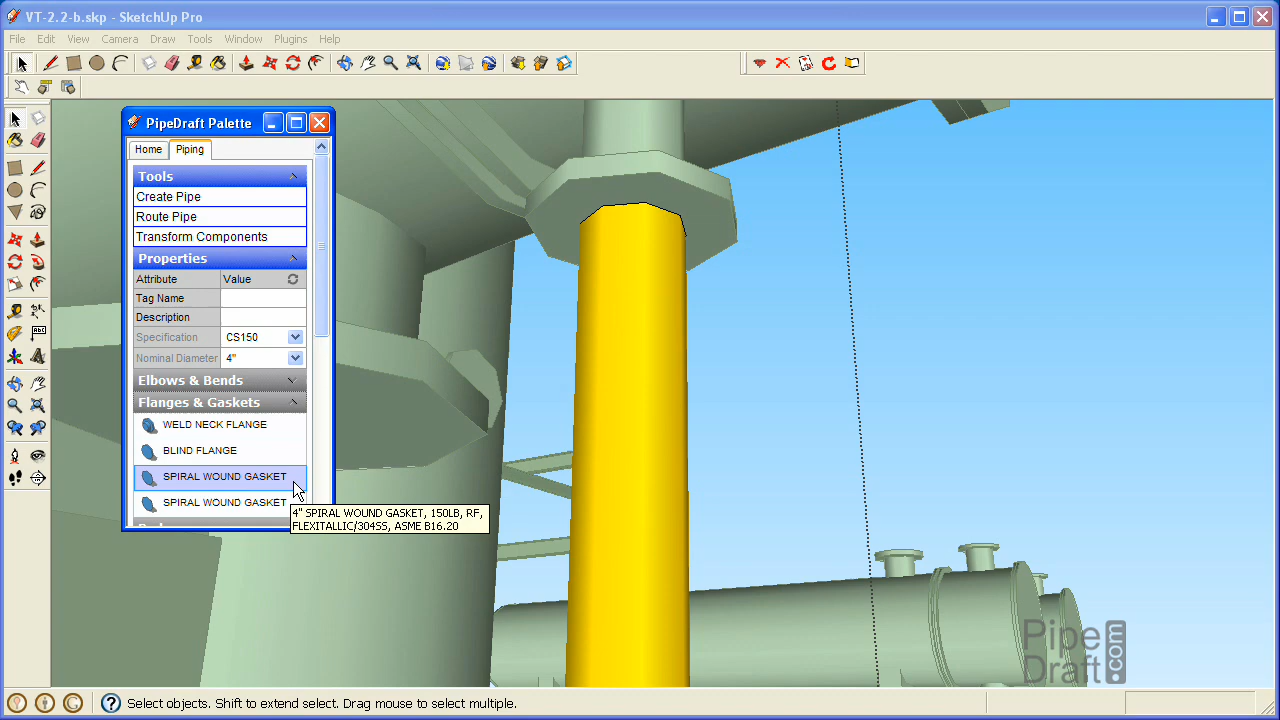 VT-2.2-b.skp - SketchUp Pro
File Edit View Camera Draw Tools Window Plugins Help
PipeDraft Palette
Home Piping
Tools
Create Pipe
Route Pipe
Transform Components
Properties
Attribute Value
Tag Name
Description
Specification CS150
Nominal Diameter 4"
Elbows & Bends
Flanges & Gaskets
WELD NECK FLANGE
BLIND FLANGE
SPIRAL WOUND GASKET
SPIRAL WOUND GASKET
4" SPIRAL WOUND GASKET, 150LB, RF,
FLEXITALLIC/304SS, ASME B16.20
Abc
Pipe
Draft.com
Select objects. Shift to extend select. Drag mouse to select multiple.